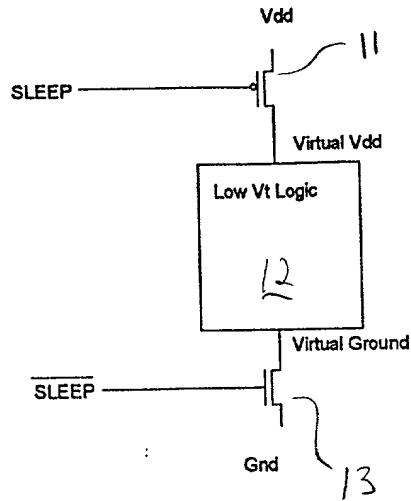 Vdd
11
SLEEP
Virtual Vdd
Low Vt Logic
12
Virtual Ground
SLEEP
Gnd
13